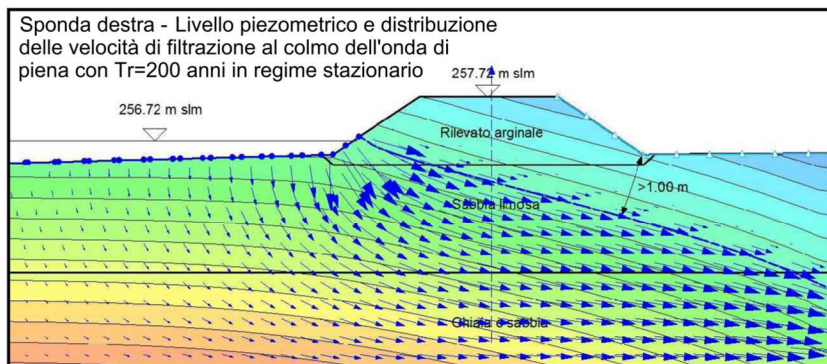 Sponda destra - Livello piezometrico e distribuzione
delle velocità di filtrazione al colmo dell'onda di
piena con Tr=200 anni in regime stazionario
257.72 m slm
256.72 m slm
Rilevato arginale
>1.00 m
Sabbia limosa
Ghiaia e sabbia